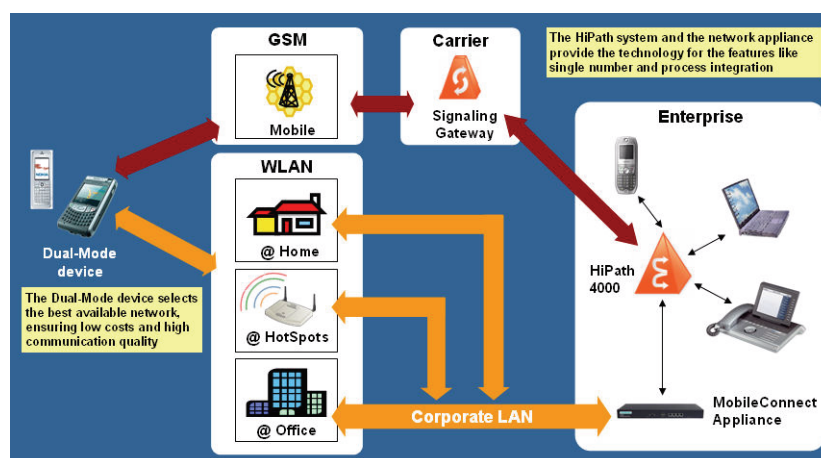 GSM
Mobile
Carrier
Signaling
Gateway
The HiPath system and the network appliance
provide the technology for the features like
single number and process integration
Enterprise
HiPath
4000
MobileConnect
Appliance
WLAN
@ Home
@ HotSpots
@ Office
Corporate LAN
Dual-Mode
device
The Dual-Mode device selects
the best available network,
ensuring low costs and high
communication quality